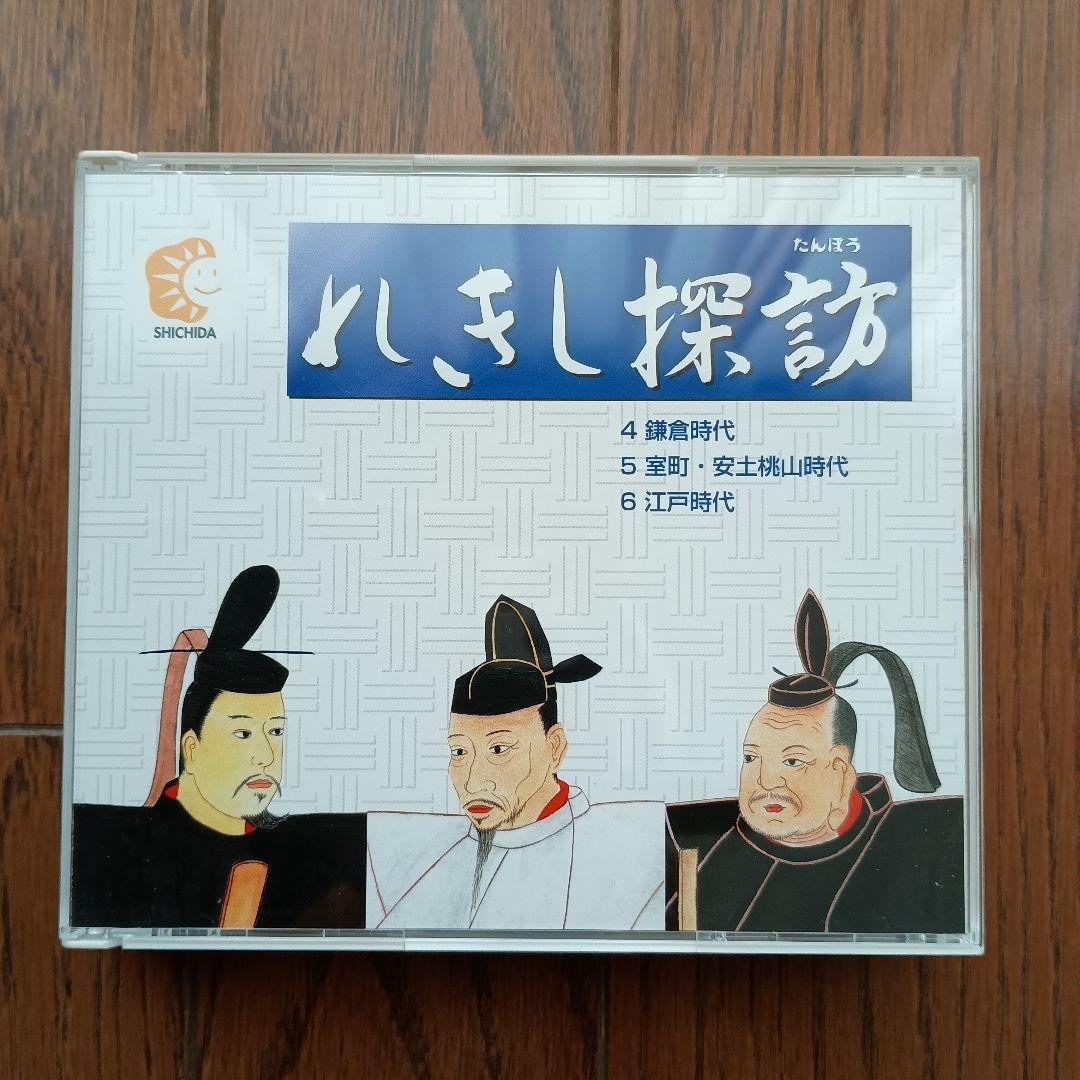 SHICHIDA
たんぼう
れきし探訪
4 鎌倉時代
5 室町・安土桃山時代
6 江戸時代